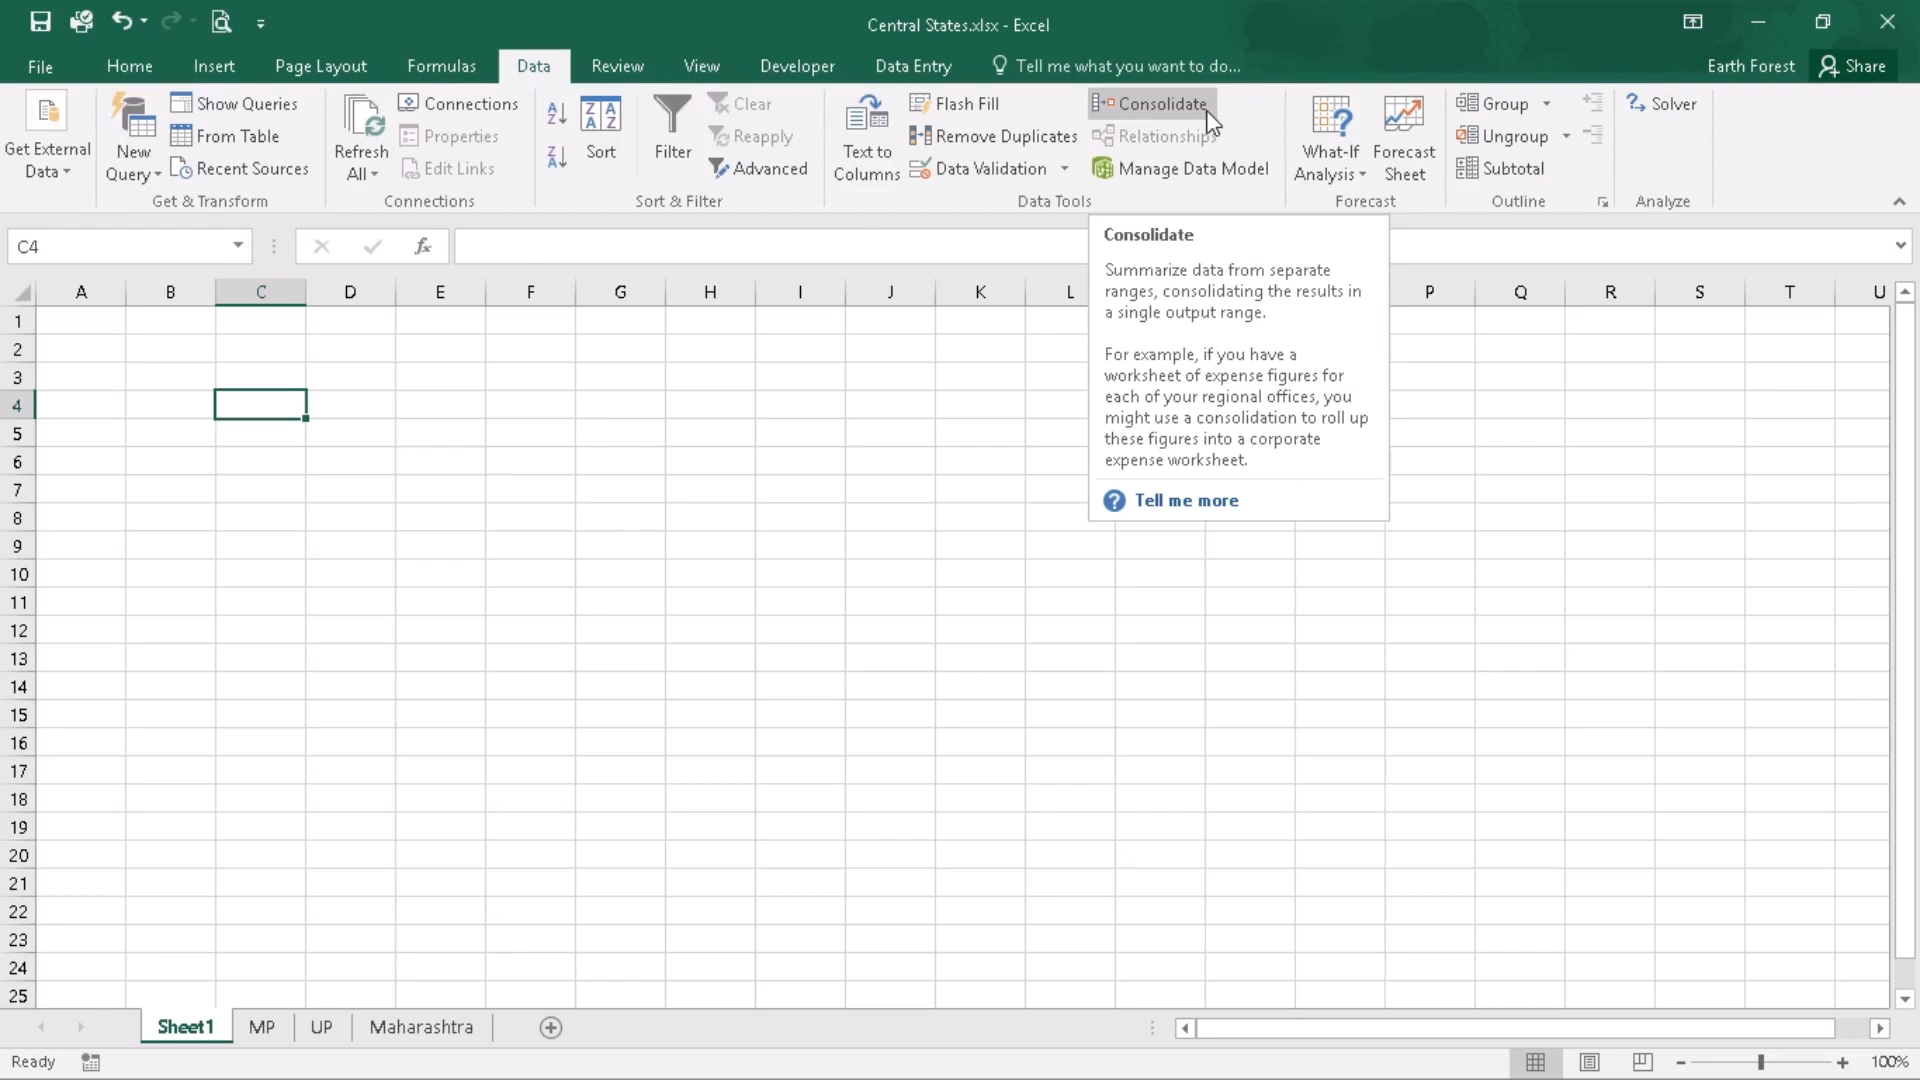 Central States.xlsx - Excel
File Home Insert Page Layout Formulas Data Review View Developer Data Entry Tell me what you want to do... Earth Forest Share
Get External Data
New Query
Show Queries
From Table
Recent Sources
Get & Transform
Refresh All
Connections
Properties
Edit Links
Connections
Sort
Filter
Clear
Reapply
Advanced
Sort & Filter
Text to Columns
Flash Fill
Remove Duplicates
Data Validation
Consolidate
Relationships
Manage Data Model
Data Tools
What-If Analysis
Forecast Sheet
Forecast
Group
Ungroup
Subtotal
Outline
Solver
Analyze
C4
fx
Consolidate
Summarize data from separate
ranges, consolidating the results in
a single output range.
For example, if you have a
worksheet of expense figures for
each of your regional offices, you
might use a consolidation to roll up
these figures into a corporate
expense worksheet.
Tell me more
A B C D E F G H I J K L P Q R S T U
1
2
3
4
5
6
7
8
9
10
11
12
13
14
15
16
17
18
19
20
21
22
23
24
25
Sheet1 MP UP Maharashtra
Ready
100%